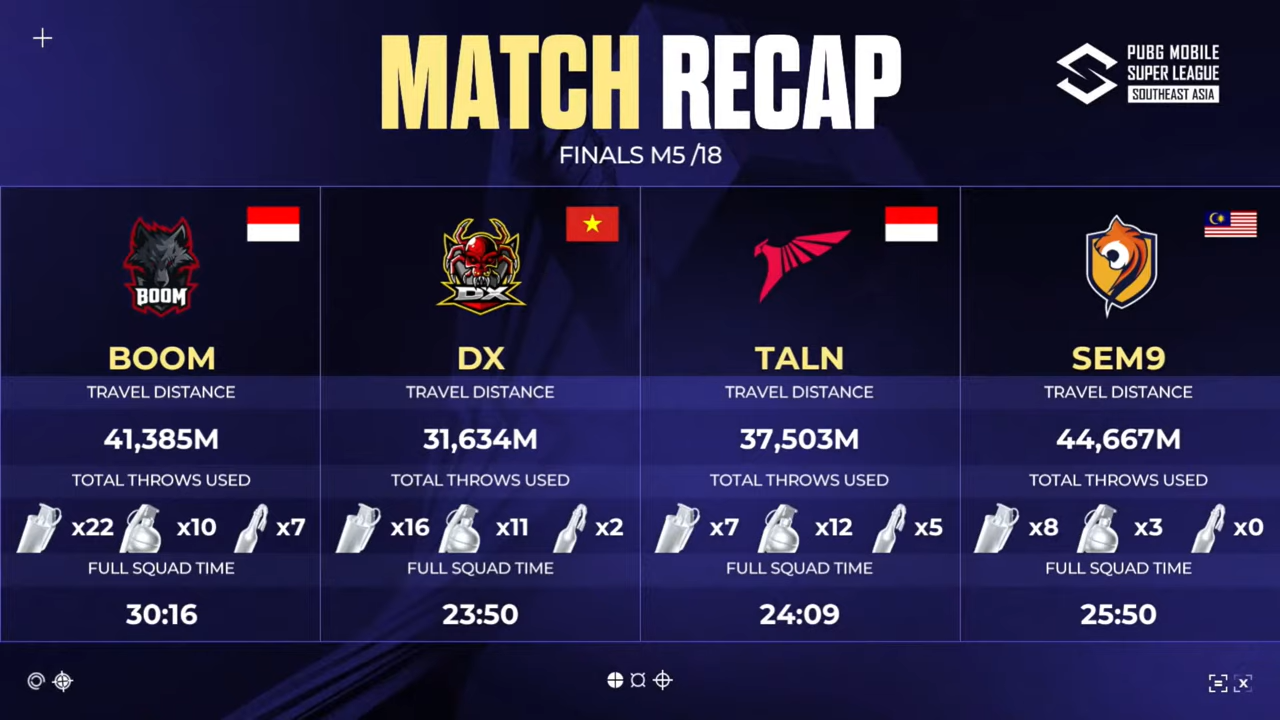 MATCH RECAP
FINALS M5 /18
PUBG MOBILE
SUPER LEAGUE
SOUTHEAST ASIA
BOOM
BOOM
TRAVEL DISTANCE
41,385M
TOTAL THROWS USED
x22 x10 x7
FULL SQUAD TIME
30:16
DX
DX
TRAVEL DISTANCE
31,634M
TOTAL THROWS USED
x16 x11 x2
FULL SQUAD TIME
23:50
TALN
TRAVEL DISTANCE
37,503M
TOTAL THROWS USED
x7 x12 x5
FULL SQUAD TIME
24:09
SEM9
TRAVEL DISTANCE
44,667M
TOTAL THROWS USED
x8 x3 x0
FULL SQUAD TIME
25:50